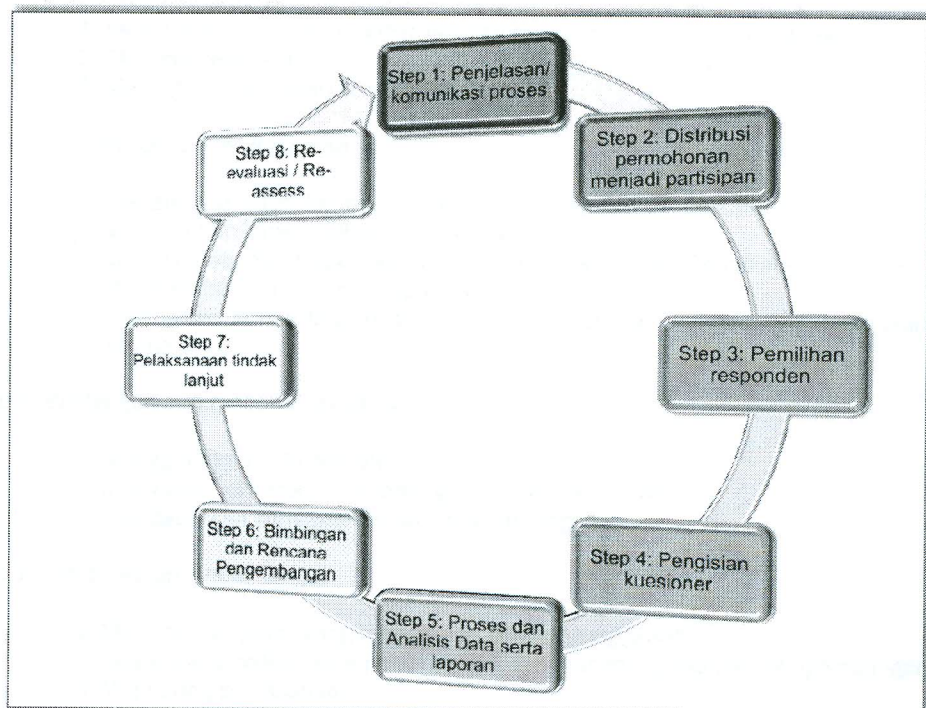 Step 1: Penjelasan/
komunikasi proses
Step 2: Distribusi
permohonan
menjadi partisipan
Step 3: Pemilihan
responden
Step 4: Pengisian
kuesioner
Step 5: Proses dan
Analisis Data serta
laporan
Step 6: Bimbingan
dan Rencana
Pengembangan
Step 7:
Pelaksanaan tindak
lanjut
Step 8: Re-
evaluasi / Re-
assess